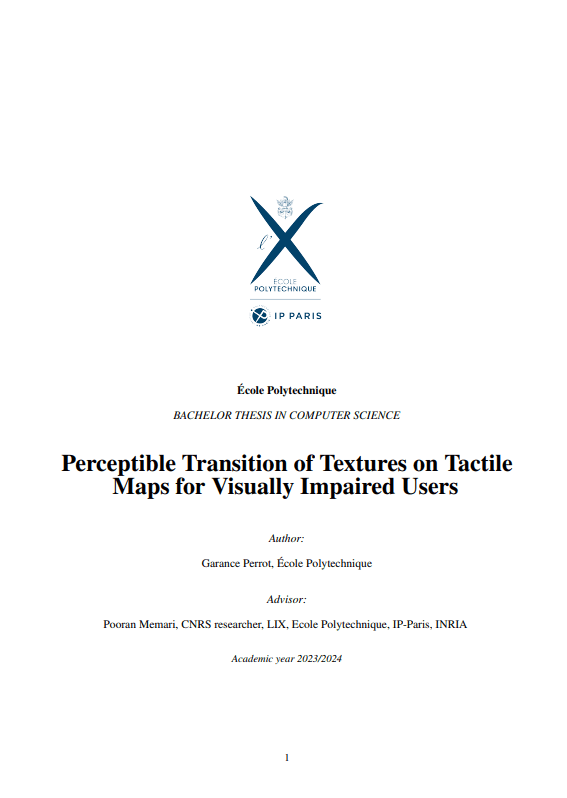 l'X
ÉCOLE
POLYTECHNIQUE
IP PARIS
École Polytechnique
BACHELOR THESIS IN COMPUTER SCIENCE
Perceptible Transition of Textures on Tactile
Maps for Visually Impaired Users
Author:
Garance Perrot, École Polytechnique
Advisor:
Pooran Memari, CNRS researcher, LIX, Ecole Polytechnique, IP-Paris, INRIA
Academic year 2023/2024
1